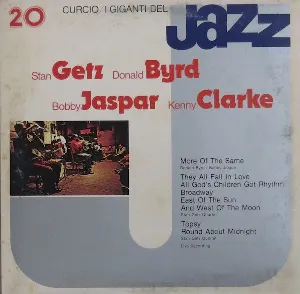 20
CURCIO I GIGANTI DEL
Jazz
Stan Getz Donald Byrd
Bobby Jaspar Kenny Clarke
More Of The Same
They All Fall In Love
All God's Children Got Rhythm
Broadway
East Of The Sun
And West Of The Moon
Topsy
Round About Midnight